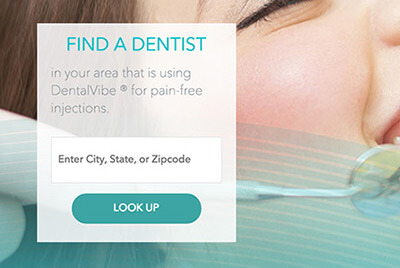 FIND A DENTIST
in your area that is using
DentalVibe ® for pain-free
injections.
Enter City, State, or Zipcode
LOOK UP